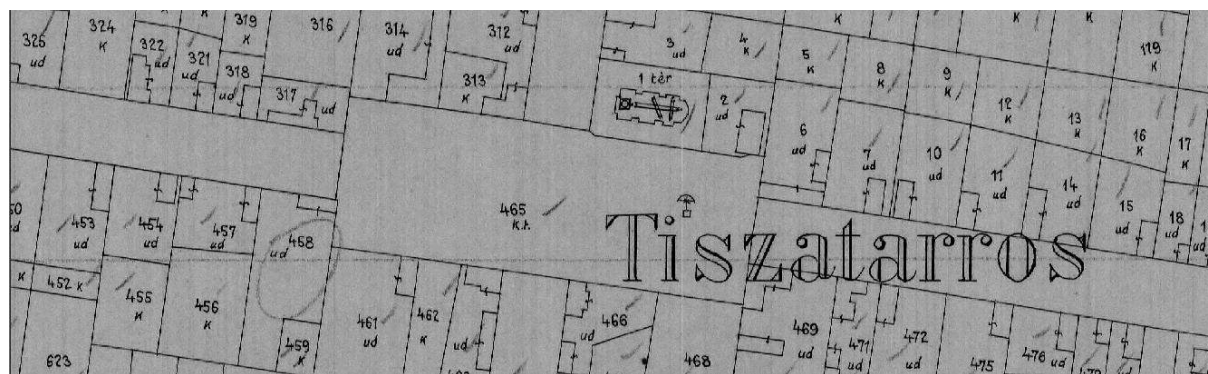 325
ud
324
K
322
ud
321
ud
319
K
318
ud
316
317
ud
314
ud
312
ud
313
K
3
ud
1 tér
2
ud
4
K
5
K
6
ud
8
K
7
ud
9
K
10
ud
12
K
11
ud
13
K
14
ud
119
K
16
K
15
ud
17
K
18
ud
453
ud
454
ud
457
ud
458
ud
465
K.t.
Tiszatarros
452 K
K
455
K
456
K
459
K
461
ud
462
K
ud
466
ud
468
469
ud
471
ud
472
ud
475
476
ud
ud
623